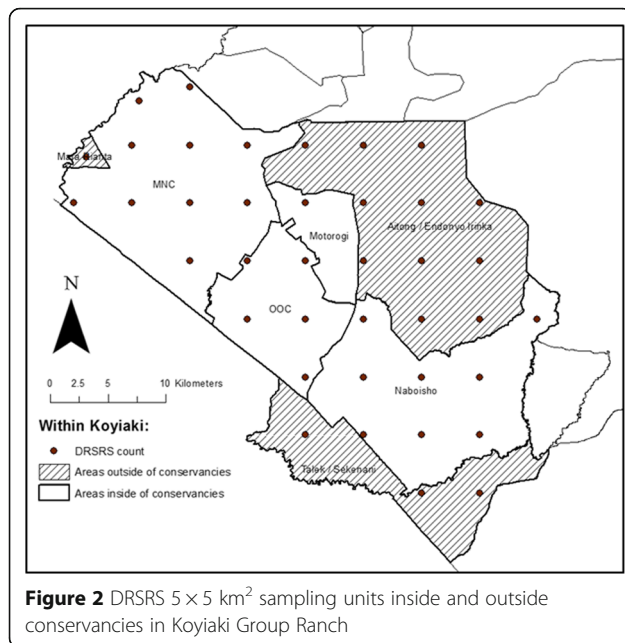 Mara Rianta
MNC
Motorogi
Aitong / Endonyo Irinka
N
OOC
0 2.5 5 10 Kilometers
Naboisho
Within Koyiaki:
DRSRS count
Areas outside of conservancies
Areas inside of conservancies
Talek / Sekenani
Figure 2 DRSRS 5 × 5 km² sampling units inside and outside
conservancies in Koyiaki Group Ranch